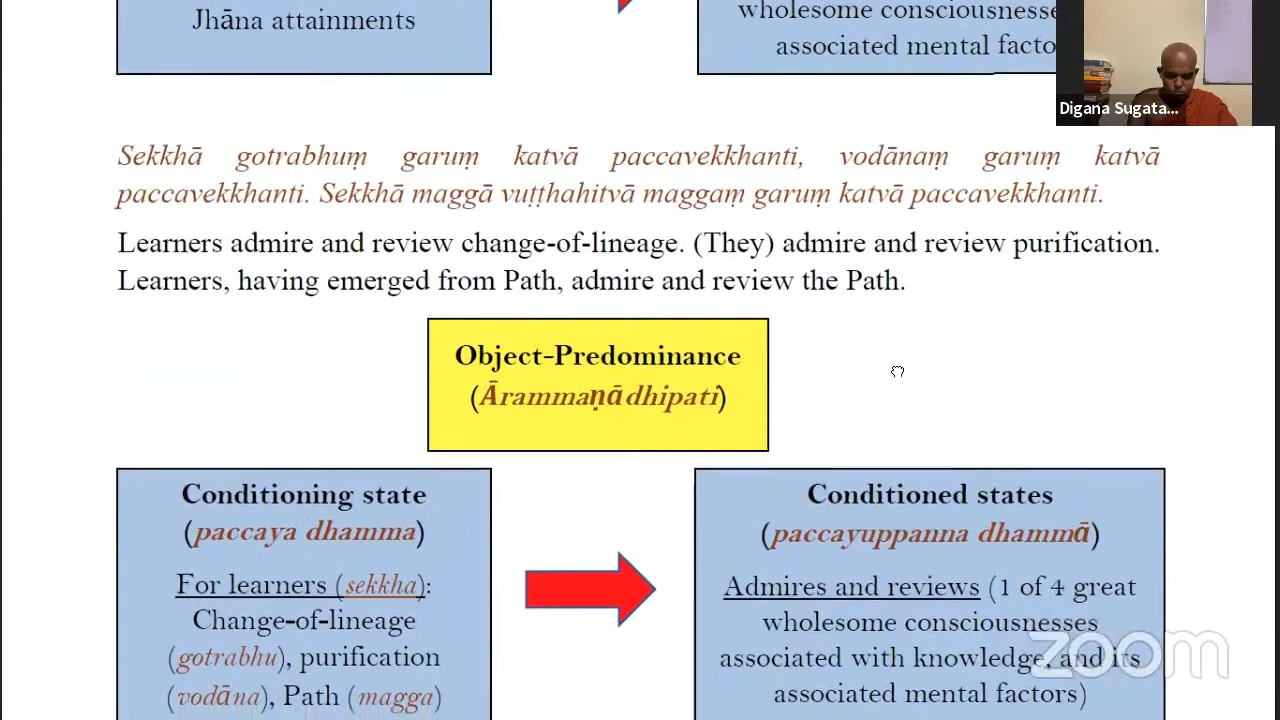 Jhāna attainments
wholesome consciousnesses
associated mental facto
Digana Sugata...
Sekkhā gotrabhuṃ garuṃ katvā paccavekkhanti, vodānaṃ garuṃ katvā
paccavekkhanti. Sekkhā maggā vuṭṭhahitvā maggaṃ garuṃ katvā paccavekkhanti.
Learners admire and review change-of-lineage. (They) admire and review purification.
Learners, having emerged from Path, admire and review the Path.
Object-Predominance
(Ārammaṇādhipati)
Conditioning state
(paccaya dhamma)
For learners (sekkha):
Change-of-lineage
(gotrabhu), purification
(vodāna), Path (magga)
Conditioned states
(paccayuppanna dhammā)
Admires and reviews (1 of 4 great
wholesome consciousnesses
associated with knowledge, and its
associated mental factors)
zoom